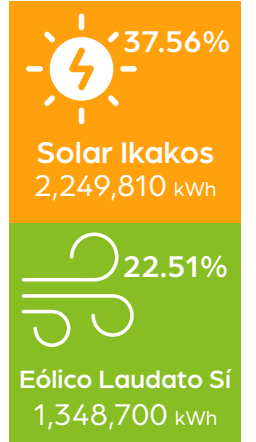 37.56%
Solar Ikakos
2,249,810 kWh
22.51%
Eólico Laudato Sí
1,348,700 kWh